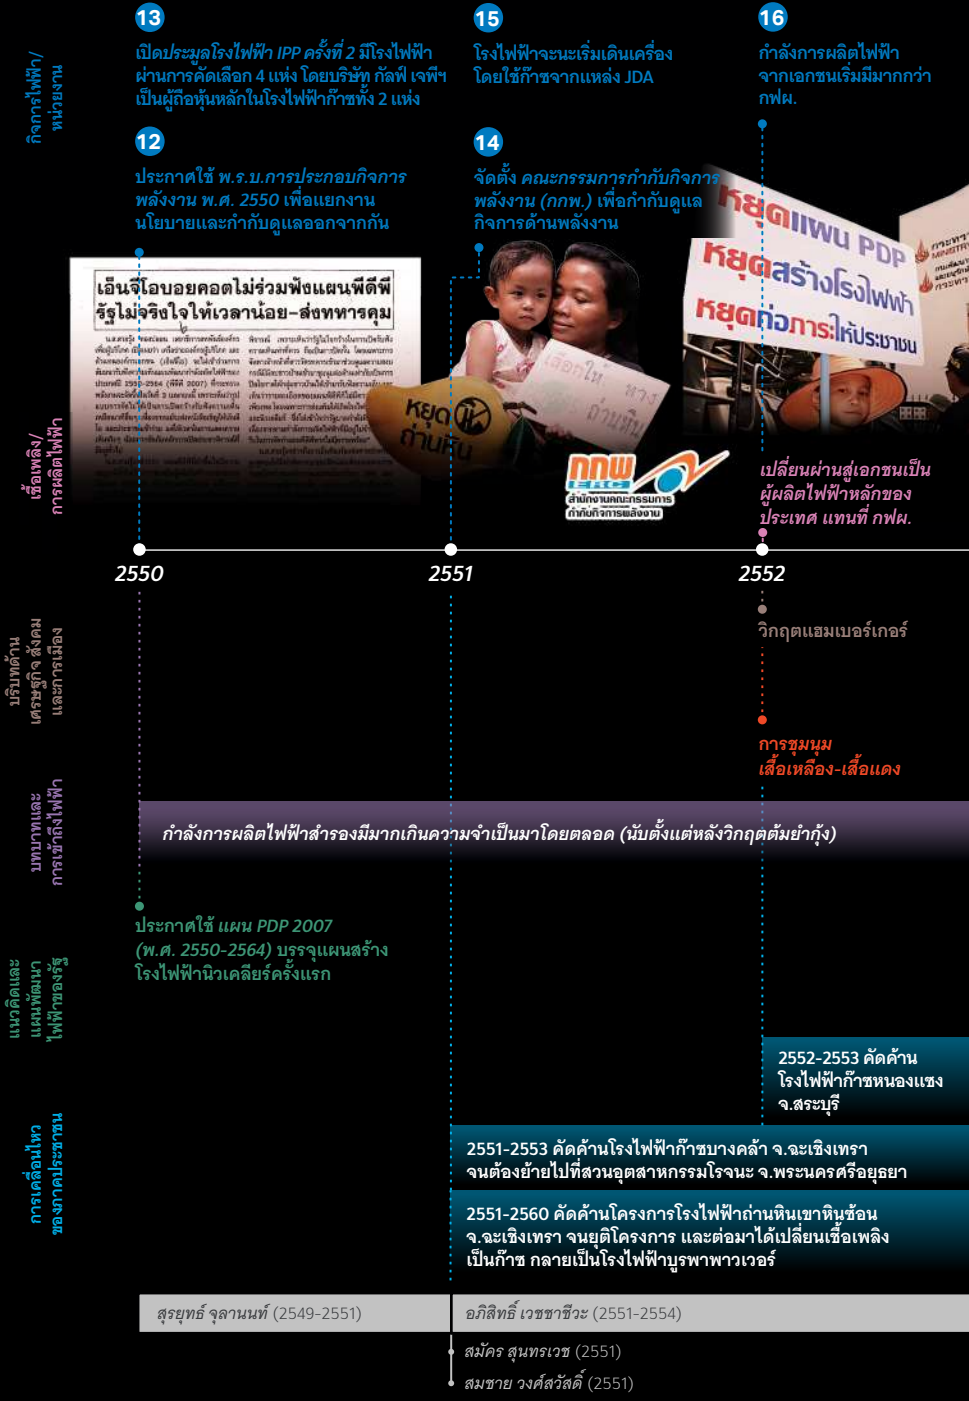 13
เปิดประมูลโรงไฟฟ้า IPP ครั้งที่ 2 มีโรงไฟฟ้า
ผ่านการคัดเลือก 4 แห่ง โดยบริษัท กัลฟ์ เจพีฯ
เป็นผู้ถือหุ้นหลักในโรงไฟฟ้าก๊าซทั้ง 2 แห่ง
15
โรงไฟฟ้าจะนะเริ่มเดินเครื่อง
โดยใช้ก๊าซจากแหล่ง JDA
16
กำลังการผลิตไฟฟ้า
จากเอกชนเริ่มมีมากกว่า
กฟผ.
กิจการไฟฟ้า/
หน่วยงาน
12
ประกาศใช้ พ.ร.บ.การประกอบกิจการ
พลังงาน พ.ศ. 2550 เพื่อแยกงาน
นโยบายและกำกับดูแลออกจากกัน
14
จัดตั้ง คณะกรรมการกำกับกิจการ
พลังงาน (กกพ.) เพื่อกำกับดูแล
กิจการด้านพลังงาน
เอ็นจีโอบอยคอตไม่ร่วมฟังแผนพีดีพี
รัฐไม่จริงใจให้เวลาน้อย-ส่งทหารคุม
หยุด
ถ่านหิน
หยุดแผน PDP
หยุดสร้างโรงไฟฟ้า
หยุดก่อภาระให้ประชาชน
กกพ
ERC
สำนักงานคณะกรรมการ
กำกับกิจการพลังงาน
เชื้อเพลิง/
การผลิตไฟฟ้า
เปลี่ยนผ่านสู่เอกชนเป็น
ผู้ผลิตไฟฟ้าหลักของ
ประเทศ แทนที่ กฟผ.
2550
2551
2552
บริบทด้าน
เศรษฐกิจ สังคม
และการเมือง
วิกฤตแฮมเบอร์เกอร์
การชุมนุม
เสื้อเหลือง-เสื้อแดง
บทบาทและ
การเข้าถึงไฟฟ้า
กำลังการผลิตไฟฟ้าสำรองมีมากเกินความจำเป็นมาโดยตลอด (นับตั้งแต่หลังวิกฤตต้มยำกุ้ง)
แนวคิดและ
แผนพัฒนา
ไฟฟ้าของรัฐ
ประกาศใช้ แผน PDP 2007
(พ.ศ. 2550-2564) บรรจุแผนสร้าง
โรงไฟฟ้านิวเคลียร์ครั้งแรก
การเคลื่อนไหว
ของภาคประชาชน
2552-2553 คัดค้าน
โรงไฟฟ้าก๊าซหนองแซง
จ.สระบุรี
2551-2553 คัดค้านโรงไฟฟ้าก๊าซบางคล้า จ.ฉะเชิงเทรา
จนต้องย้ายไปที่สวนอุตสาหกรรมโรจนะ จ.พระนครศรีอยุธยา
2551-2560 คัดค้านโครงการโรงไฟฟ้าถ่านหินเขาหินซ้อน
จ.ฉะเชิงเทรา จนยุติโครงการ และต่อมาได้เปลี่ยนเชื้อเพลิง
เป็นก๊าซ กลายเป็นโรงไฟฟ้าบูรพาพาวเวอร์
สุรยุทธ์ จุลานนท์ (2549-2551)
อภิสิทธิ์ เวชชาชีวะ (2551-2554)
สมัคร สุนทรเวช (2551)
สมชาย วงศ์สวัสดิ์ (2551)